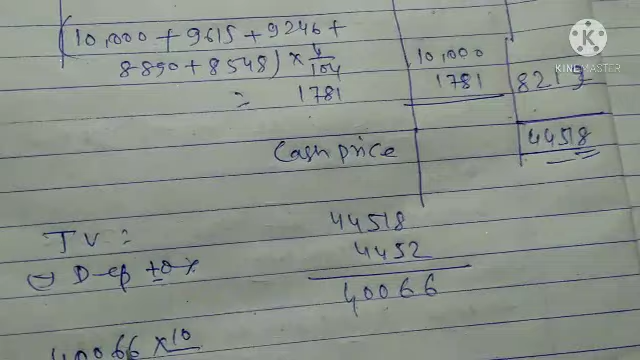 (10,000 + 9615 + 9246 +
8890 + 8548) × 4/104
= 1781
10,000
1781 8219
Cash price 44518
KINEMASTER
TV : 44518
(-) Dep 10% 4452
40066
40066 × 10